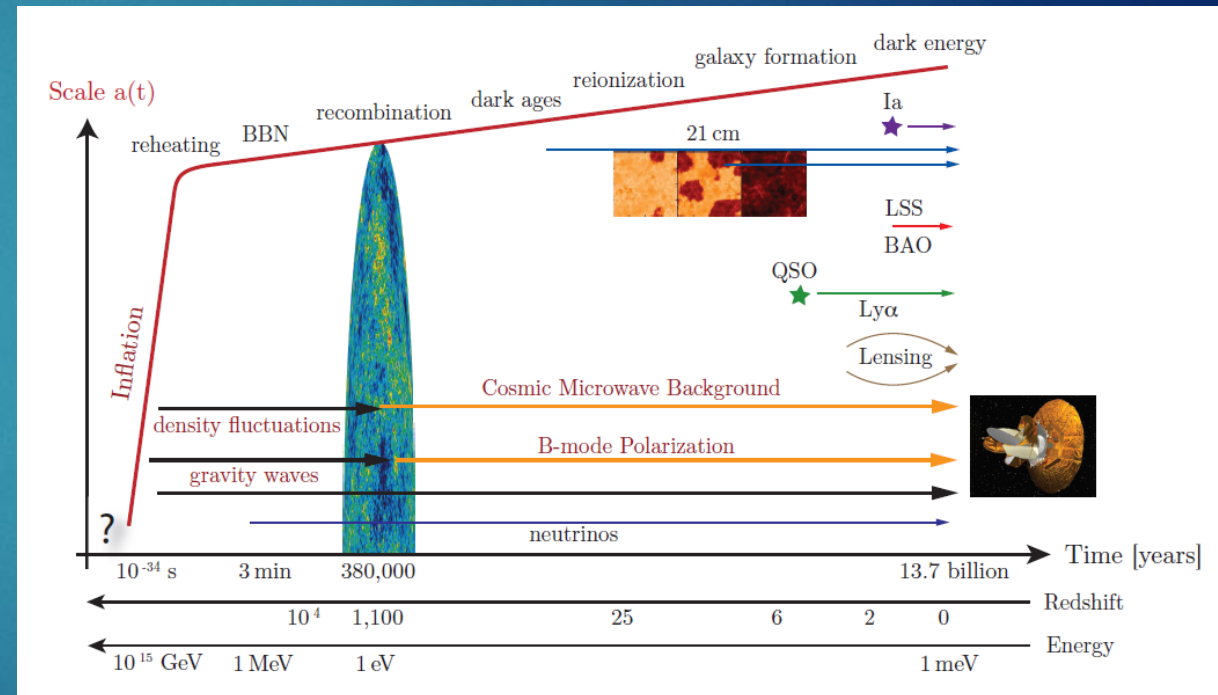 dark energy
galaxy formation
reionization
Scale a(t)
dark ages
recombination
BBN
reheating
Ia
21 cm
LSS
BAO
QSO
Lyα
Inflation
Lensing
Cosmic Microwave Background
density fluctuations
B-mode Polarization
gravity waves
?
neutrinos
Time [years]
10⁻³⁴ s 3 min 380,000 13.7 billion
Redshift
10⁴ 1,100 25 6 2 0
Energy
10¹⁵ GeV 1 MeV 1 eV 1 meV